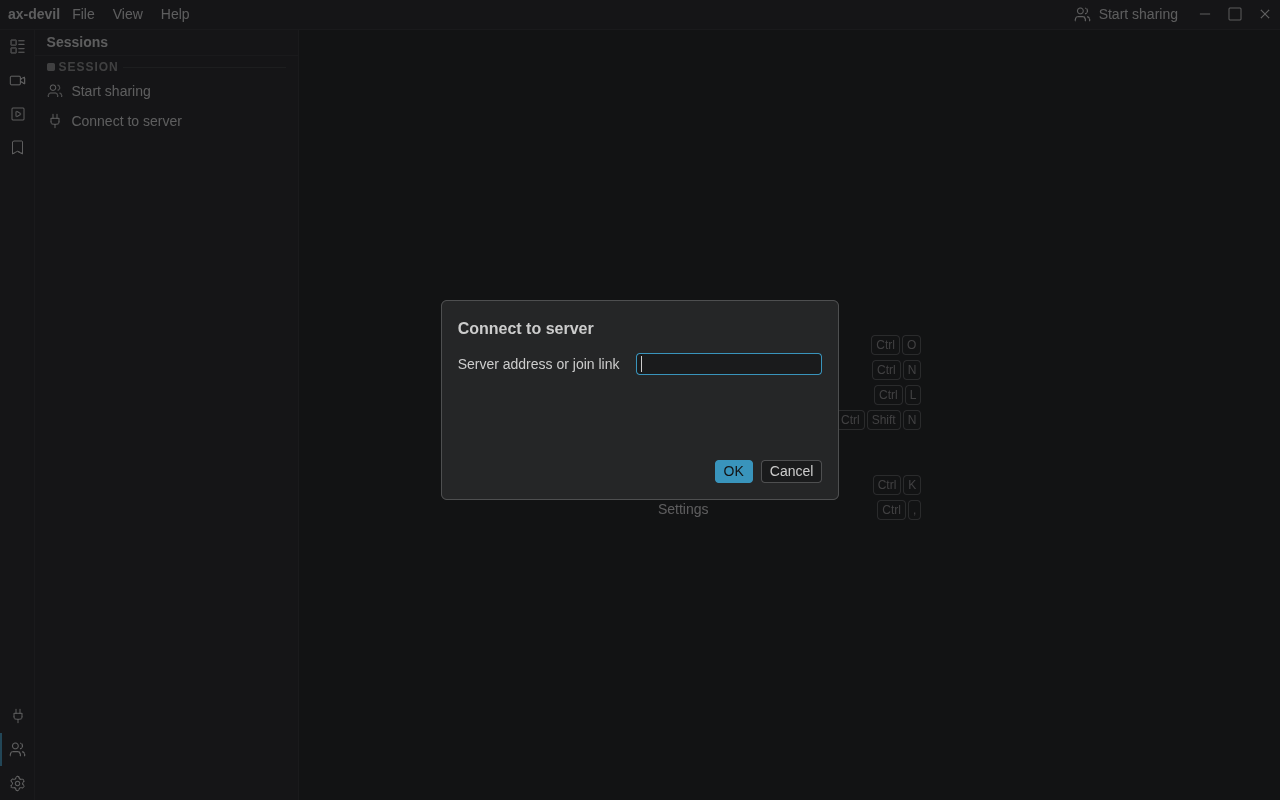 ax-devil File View Help Start sharing
Sessions
SESSION
Start sharing
Connect to server
Connect to server
Server address or join link
OK Cancel
Ctrl O
Ctrl N
Ctrl L
Ctrl Shift N
Ctrl K
Settings Ctrl ,